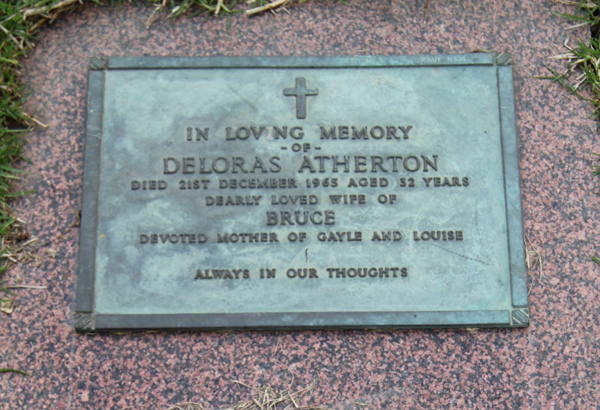 IN LOVING MEMORY
- OF -
DELORAS ATHERTON
DIED 21ST DECEMBER 1965 AGED 32 YEARS
DEARLY LOVED WIFE OF
BRUCE
DEVOTED MOTHER OF GAYLE AND LOUISE
ALWAYS IN OUR THOUGHTS